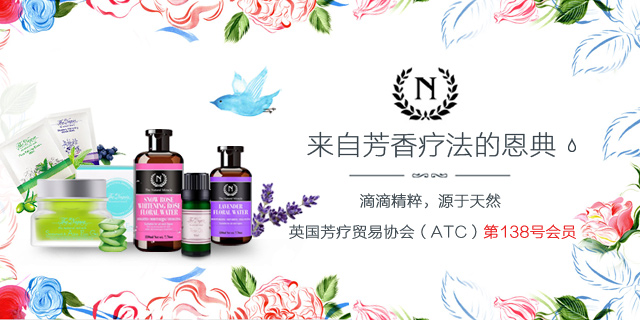 N
来自芳香疗法的恩典
滴滴精粹，源于天然
英国芳疗贸易协会（ATC）第138号会员
N
SNOW ROSE
WHITENING ROSE
FLORAL WATER
N
LAVENDER
FLORAL WATER